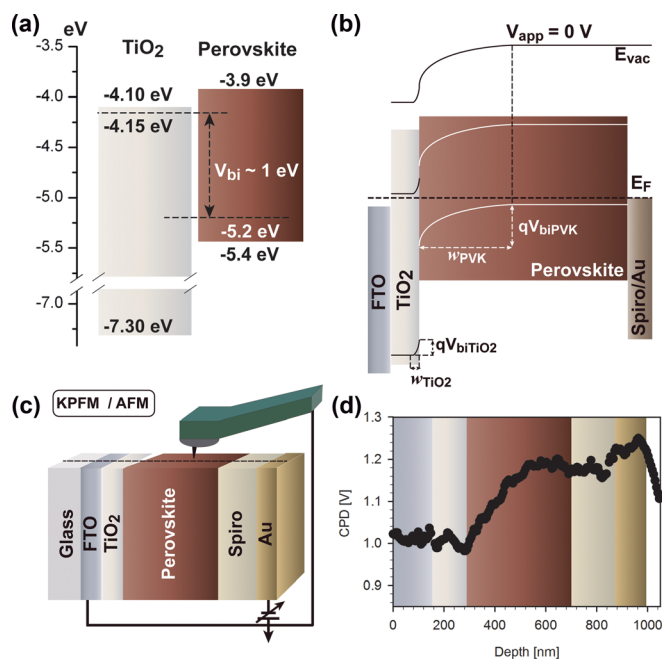 (a)
eV
TiO2 Perovskite
-3.5
-4.0
-4.5
-5.0
-5.5
-7.0
-3.9 eV
-4.10 eV
-4.15 eV
Vbi ~ 1 eV
-5.2 eV
-5.4 eV
-7.30 eV
(b)
Vapp = 0 V
Evac
EF
qVbiPVK
wPVK
Perovskite
FTO
TiO2
Spiro/Au
qVbiTiO2
wTiO2
(c)
KPFM / AFM
Glass
FTO
TiO2
Perovskite
Spiro
Au
(d)
CPD [V]
1.3
1.2
1.1
1.0
0.9
0 200 400 600 800 1000
Depth [nm]